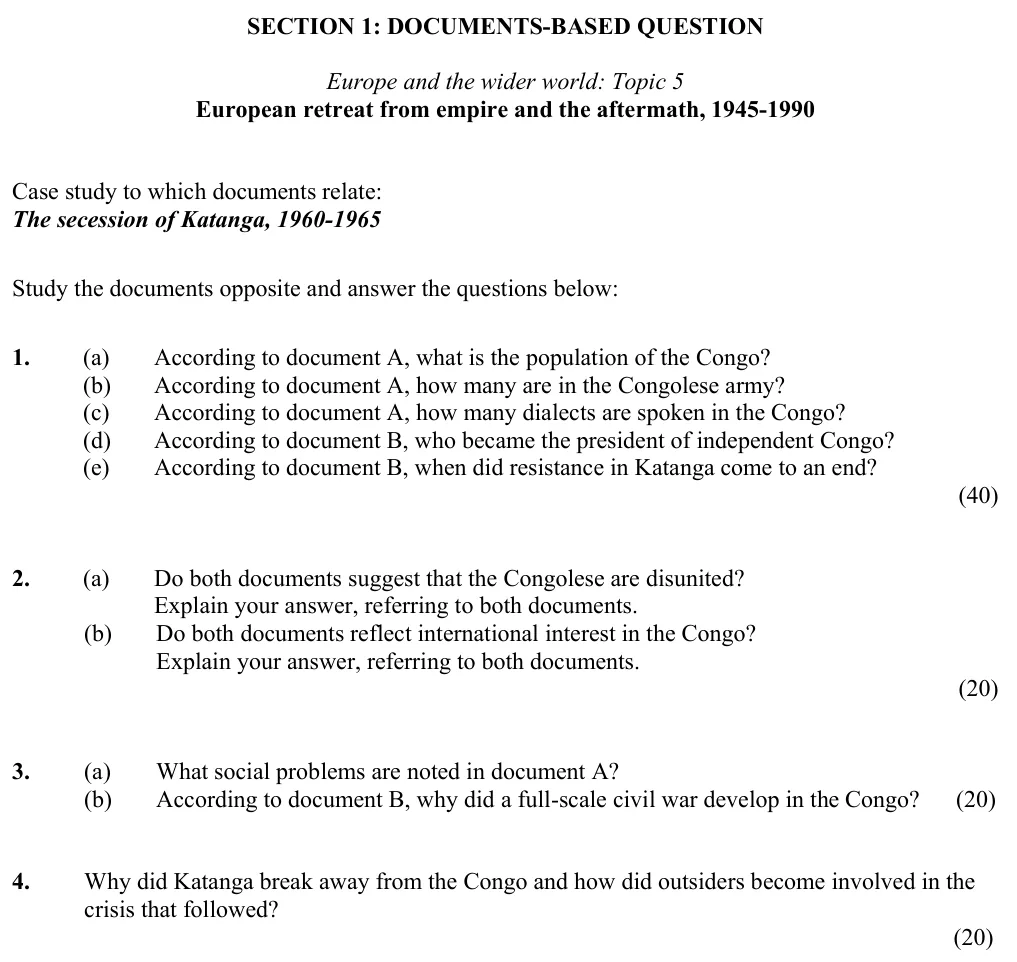 SECTION 1: DOCUMENTS-BASED QUESTION
Europe and the wider world: Topic 5
European retreat from empire and the aftermath, 1945-1990
Case study to which documents relate:
The secession of Katanga, 1960-1965
Study the documents opposite and answer the questions below:
1. (a) According to document A, what is the population of the Congo?
(b) According to document A, how many are in the Congolese army?
(c) According to document A, how many dialects are spoken in the Congo?
(d) According to document B, who became the president of independent Congo?
(e) According to document B, when did resistance in Katanga come to an end?
(40)
2. (a) Do both documents suggest that the Congolese are disunited?
Explain your answer, referring to both documents.
(b) Do both documents reflect international interest in the Congo?
Explain your answer, referring to both documents.
(20)
3. (a) What social problems are noted in document A?
(b) According to document B, why did a full-scale civil war develop in the Congo? (20)
4. Why did Katanga break away from the Congo and how did outsiders become involved in the
crisis that followed?
(20)